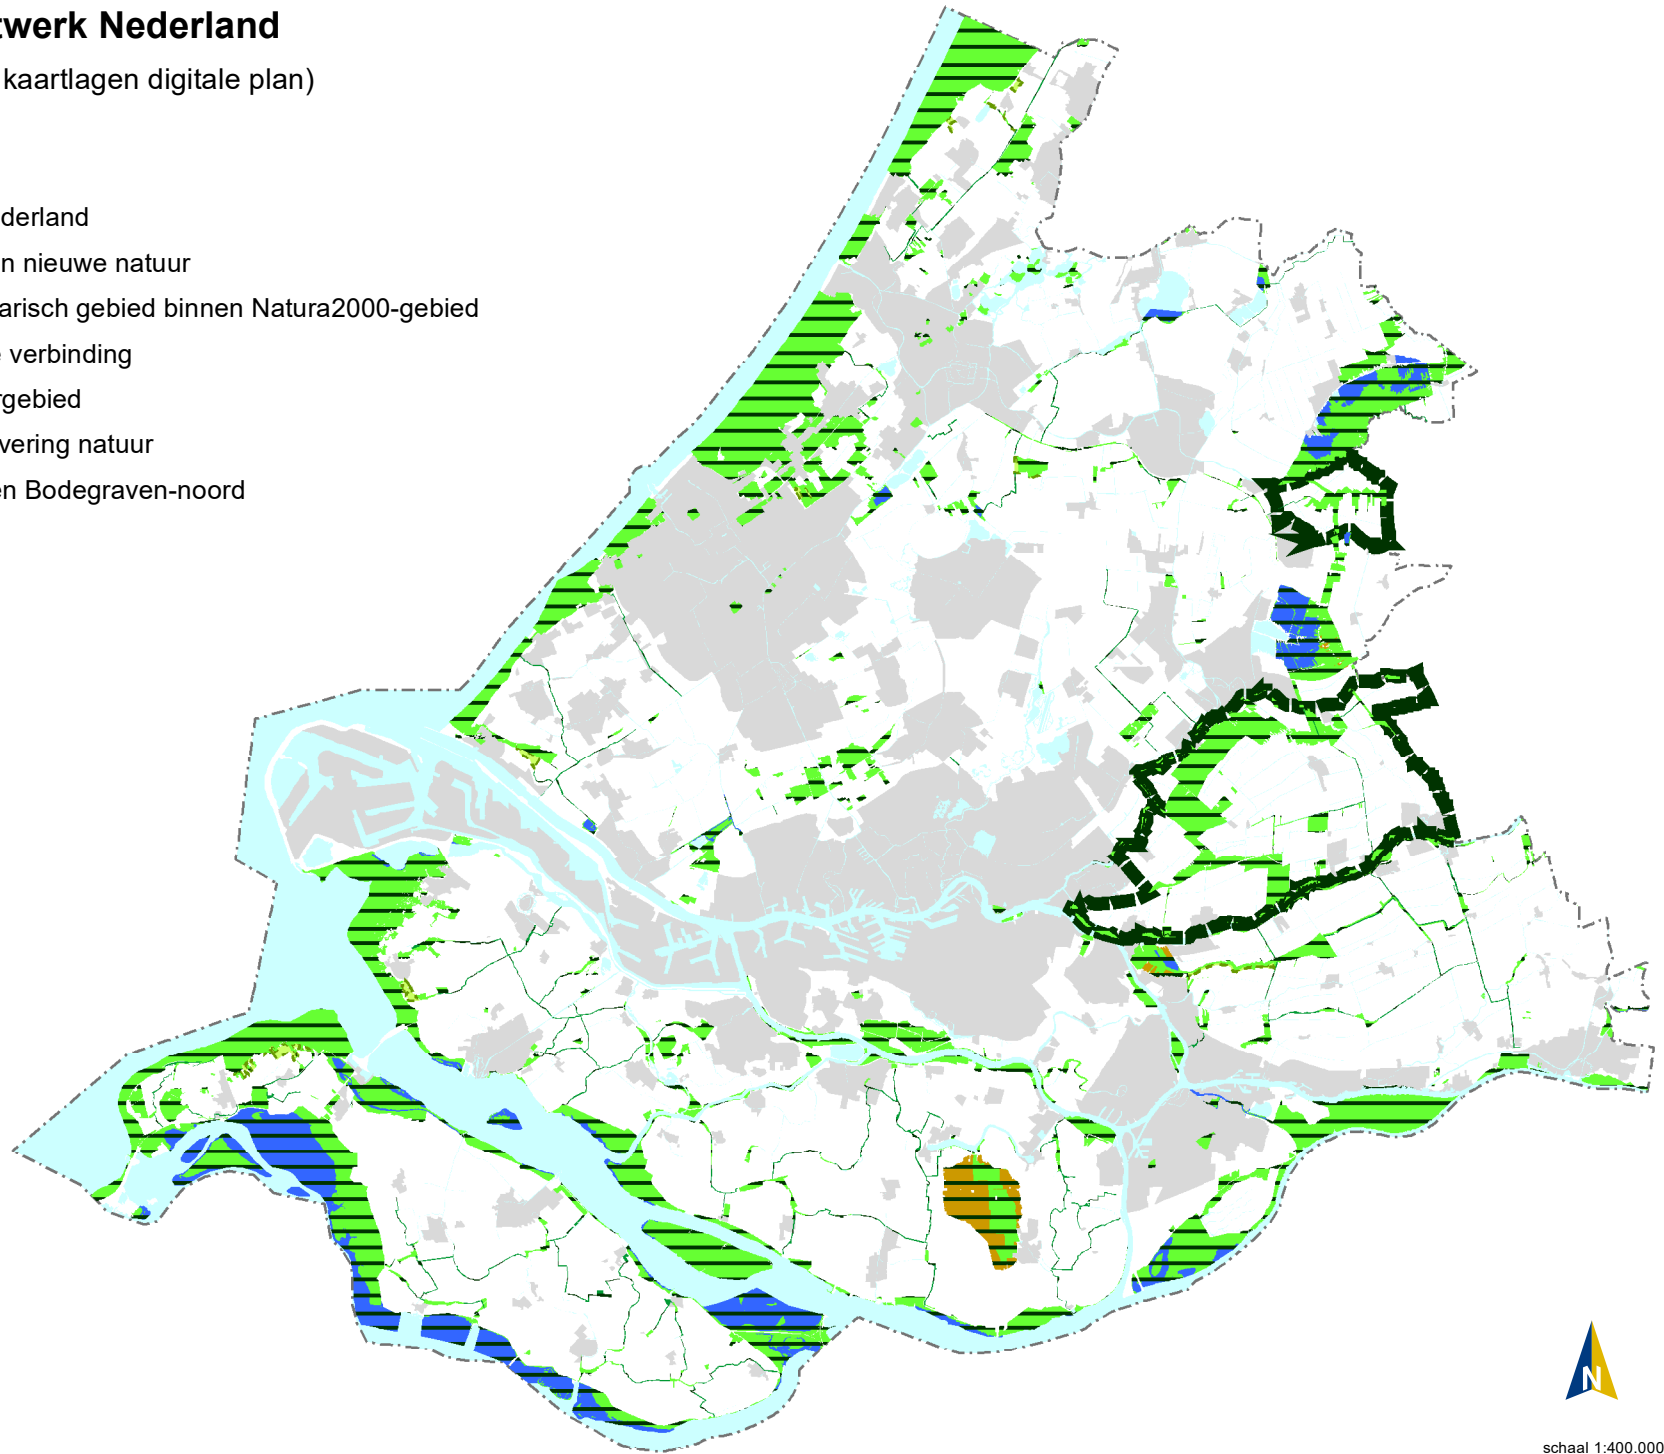 twerk Nederland
kaartlagen digitale plan)
derland
n nieuwe natuur
arisch gebied binnen Natura2000-gebied
e verbinding
rgebied
vering natuur
en Bodegraven-noord
N
schaal 1:400.000